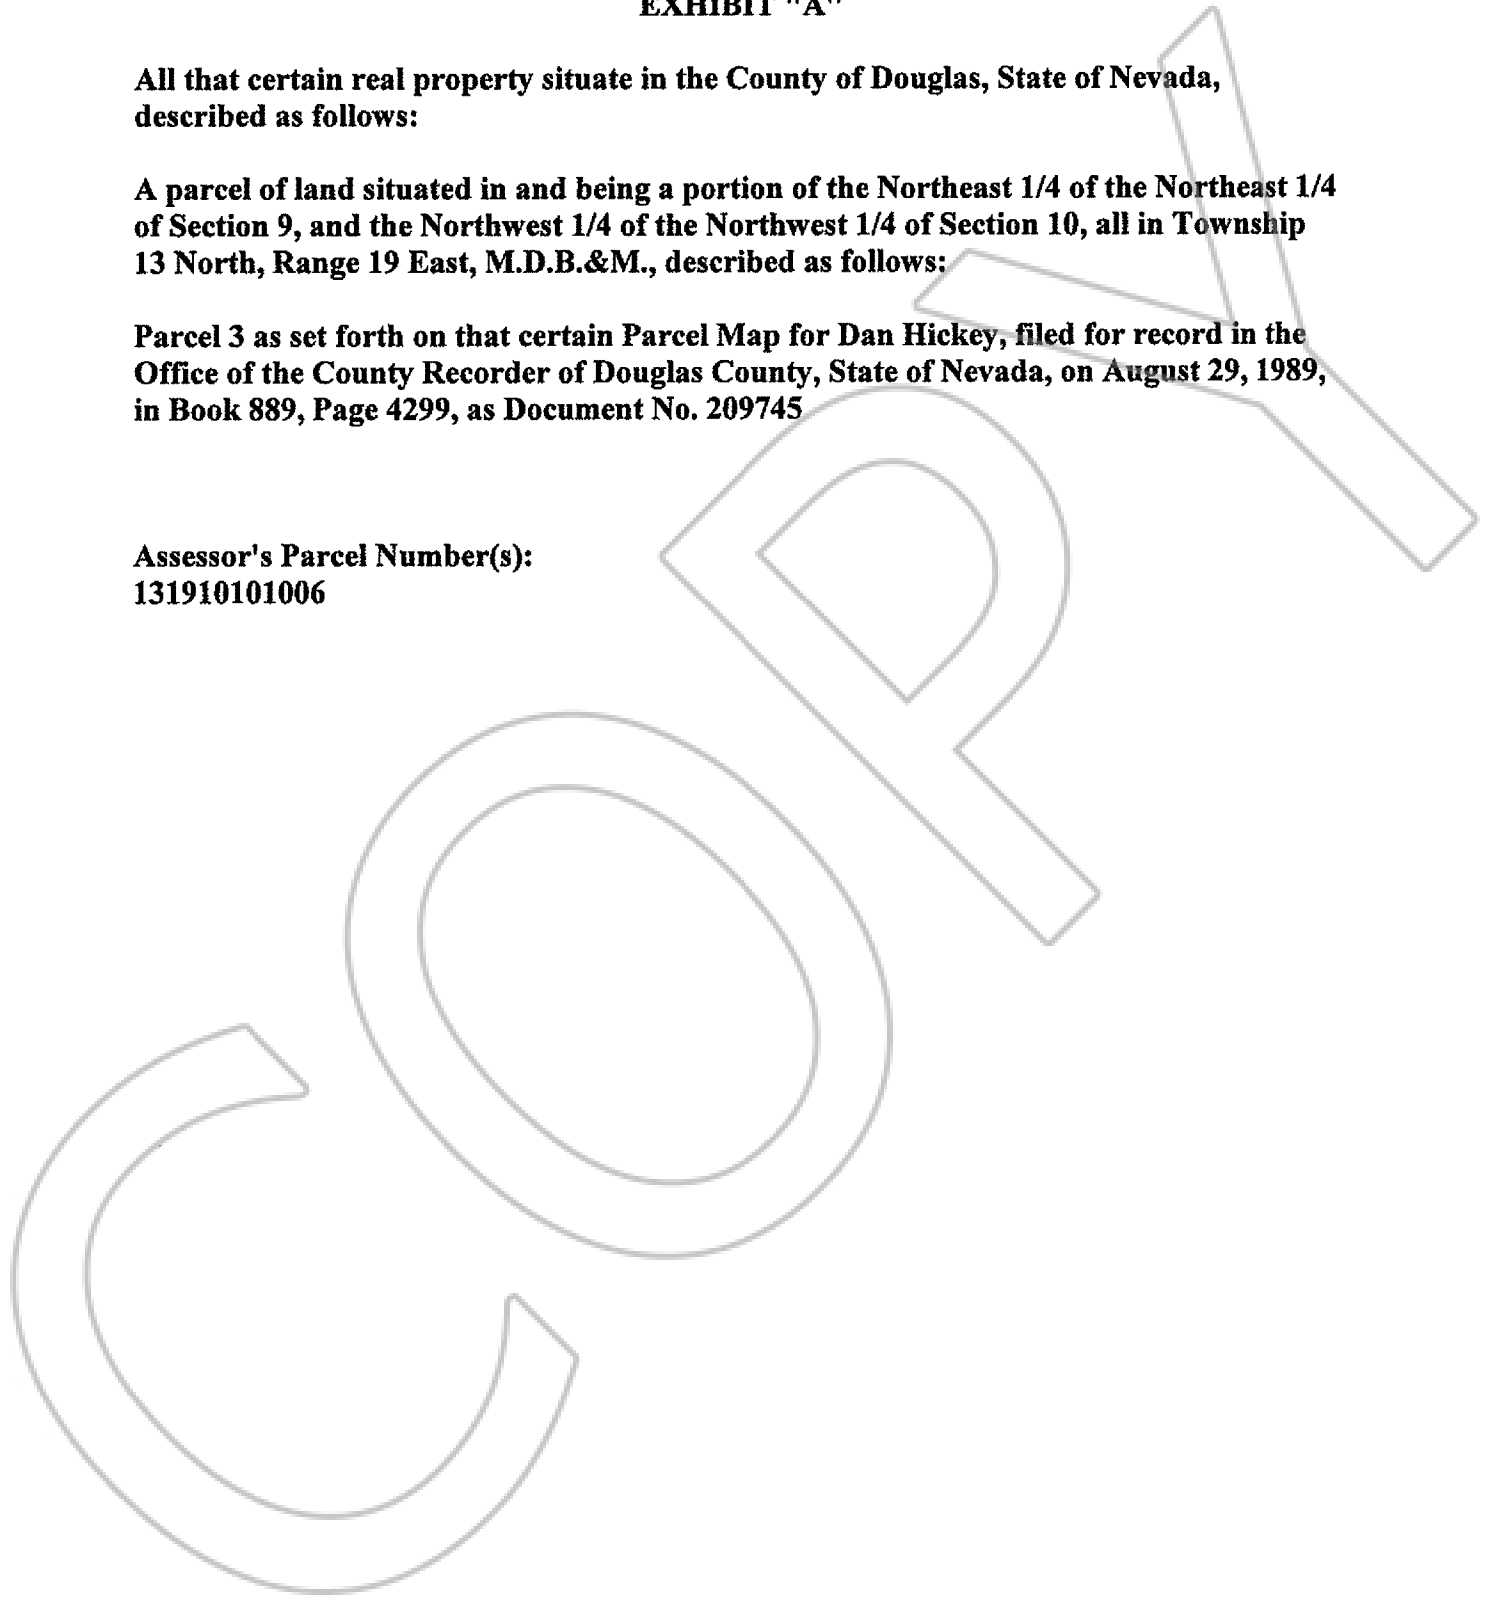 EXHIBIT "A"
All that certain real property situate in the County of Douglas, State of Nevada,
described as follows:
A parcel of land situated in and being a portion of the Northeast 1/4 of the Northeast 1/4
of Section 9, and the Northwest 1/4 of the Northwest 1/4 of Section 10, all in Township
13 North, Range 19 East, M.D.B.&M., described as follows:
Parcel 3 as set forth on that certain Parcel Map for Dan Hickey, filed for record in the
Office of the County Recorder of Douglas County, State of Nevada, on August 29, 1989,
in Book 889, Page 4299, as Document No. 209745
Assessor's Parcel Number(s):
131910101006
COPY